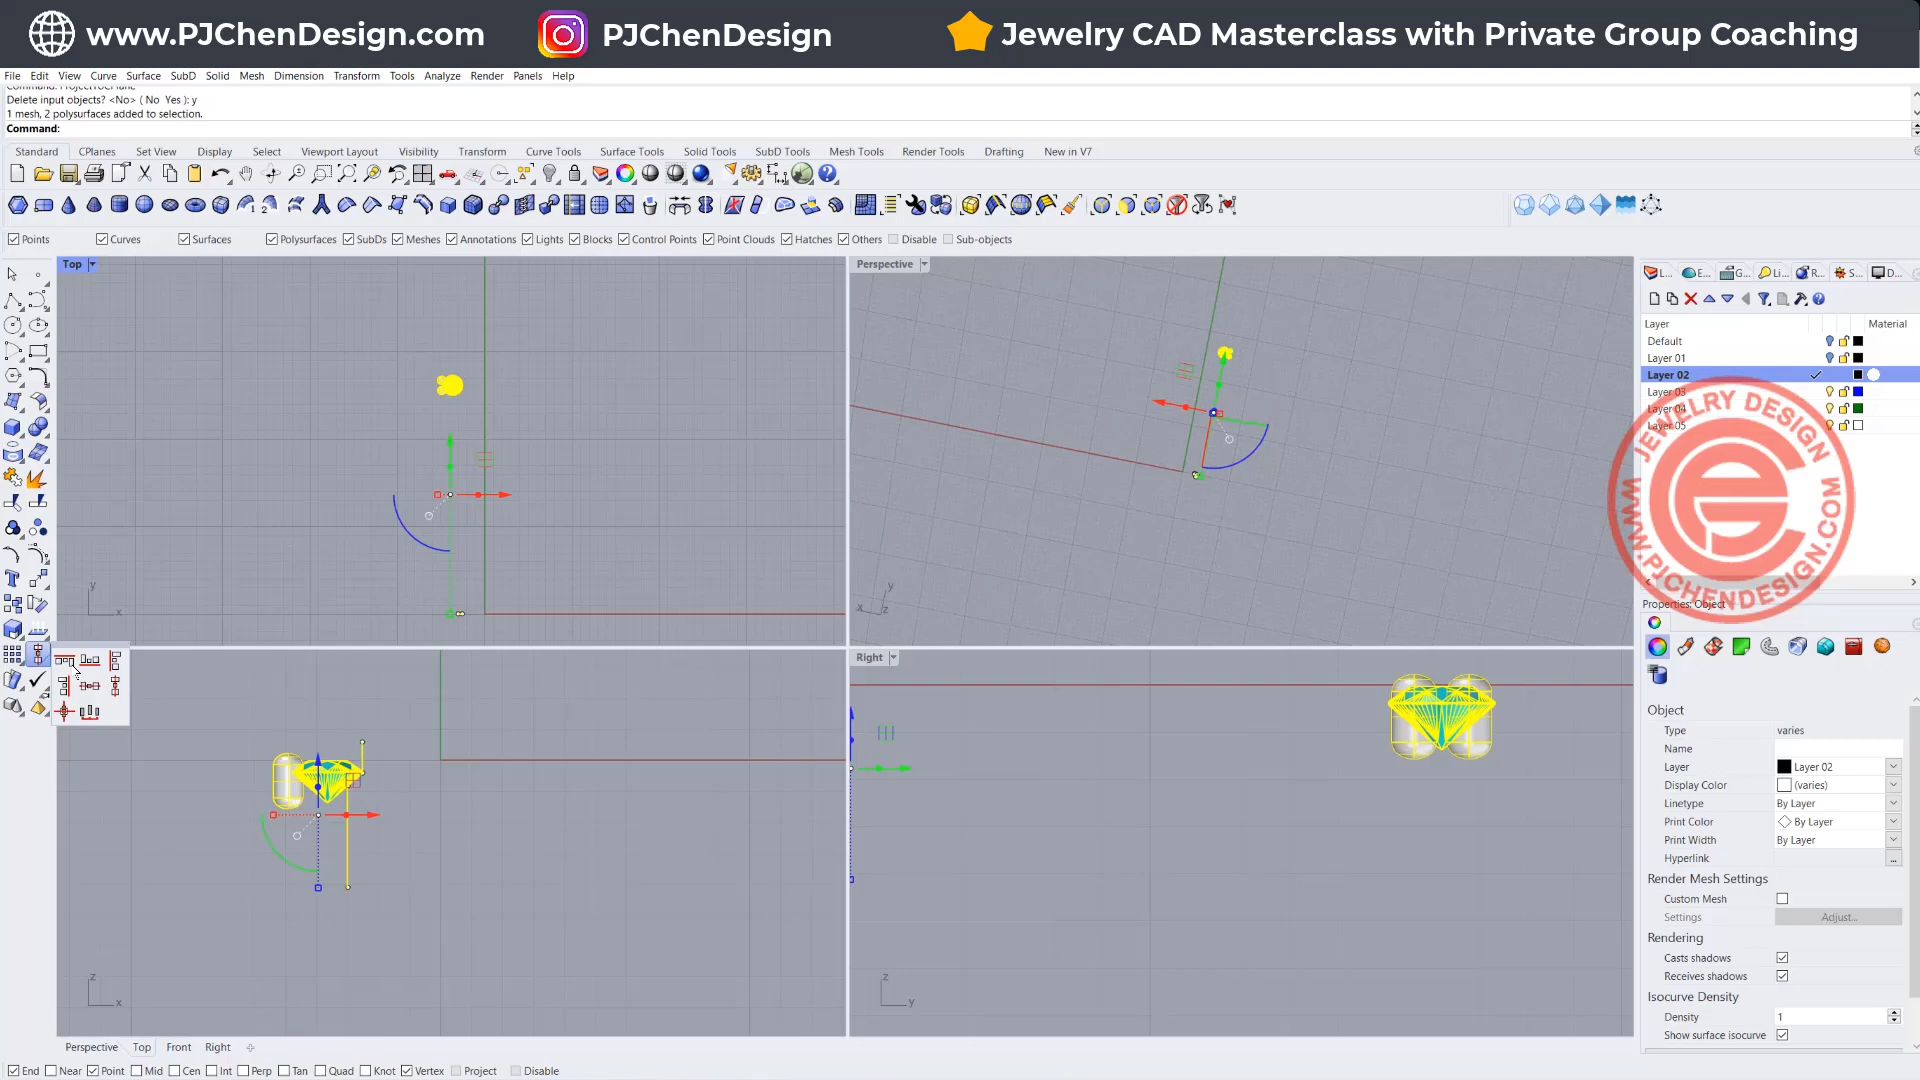 www.PJChenDesign.com PJChenDesign Jewelry CAD Masterclass with Private Group Coaching
File Edit View Curve Surface SubD Solid Mesh Dimension Transform Tools Analyze Render Panels Help
Delete input objects? <No> ( No Yes ): y
1 mesh, 2 polysurfaces added to selection.
Command:
Standard CPlanes Set View Display Select Viewport Layout Visibility Transform Curve Tools Surface Tools Solid Tools SubD Tools Mesh Tools Render Tools Drafting New in V7
Points Curves Surfaces Polysurfaces SubDs Meshes Annotations Lights Blocks Control Points Point Clouds Hatches Others Disable Sub-objects
Top
Perspective
L... E... G... Li... R... S... D...
Layer Material
Default
Layer 01
Layer 02
Layer 03
Layer 04
Layer 05
JEWELRY DESIGN
WWW.PJCHENDESIGN.COM
y
x
y
x z
Right
z
x
z
y
Properties: Object
Object
Type varies
Name
Layer Layer 02
Display Color (varies)
Linetype By Layer
Print Color By Layer
Print Width By Layer
Hyperlink ...
Render Mesh Settings
Custom Mesh
Settings Adjust...
Rendering
Casts shadows
Receives shadows
Isocurve Density
Density 1
Show surface isocurve
Perspective Top Front Right
End Near Point Mid Cen Int Perp Tan Quad Knot Vertex Project Disable